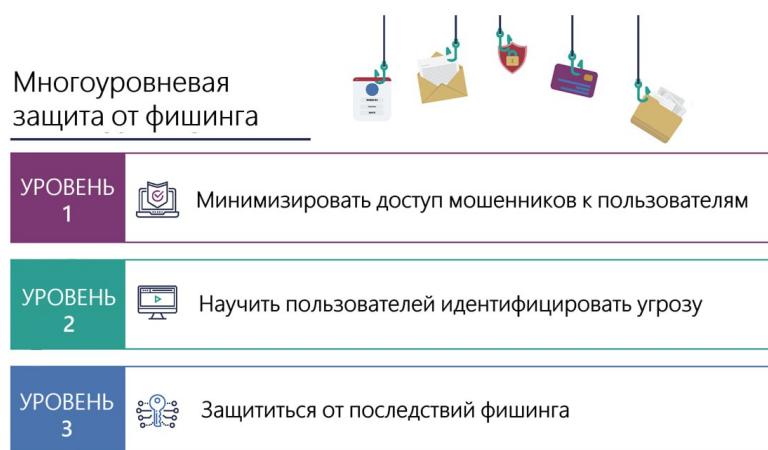 Многоуровневая
защита от фишинга
УРОВЕНЬ
1
Минимизировать доступ мошенников к пользователям
УРОВЕНЬ
2
Научить пользователей идентифицировать угрозу
УРОВЕНЬ
3
Защититься от последствий фишинга